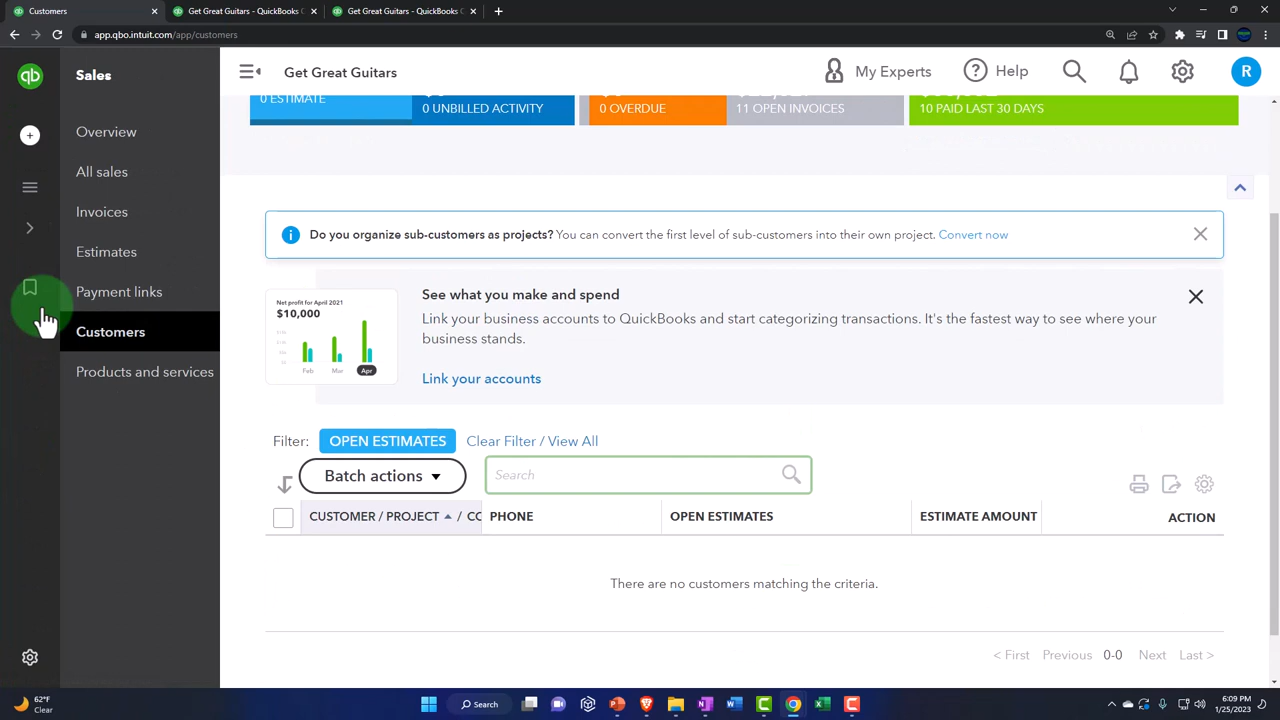 Customers
Get Great Guitars - QuickBooks C
Get Great Guitars - QuickBooks C
app.qbo.intuit.com/app/customers
qb
Sales
Get Great Guitars
My Experts
Help
R
Overview
All sales
Invoices
Estimates
Payment links
Customers
Products and services
0 ESTIMATE
0 UNBILLED ACTIVITY
0 OVERDUE
11 OPEN INVOICES
10 PAID LAST 30 DAYS
Do you organize sub-customers as projects? You can convert the first level of sub-customers into their own project. Convert now
Net profit for April 2021
$10,000
Feb Mar Apr
See what you make and spend
Link your business accounts to QuickBooks and start categorizing transactions. It's the fastest way to see where your
business stands.
Link your accounts
Filter: OPEN ESTIMATES Clear Filter / View All
Batch actions
Search
CUSTOMER / PROJECT / CC PHONE OPEN ESTIMATES ESTIMATE AMOUNT ACTION
There are no customers matching the criteria.
< First Previous 0-0 Next Last >
62°F
Clear
Search
6:09 PM
1/25/2023